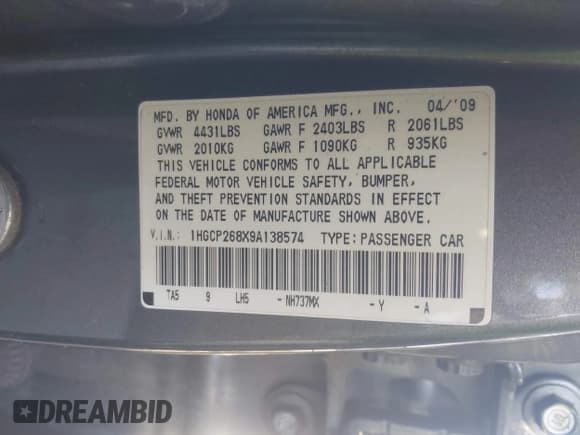 MFD. BY HONDA OF AMERICA MFG., INC. 04/'09
GVWR 4431LBS GAWR F 2403LBS R 2061LBS
GVWR 2010KG GAWR F 1090KG R 935KG
THIS VEHICLE CONFORMS TO ALL APPLICABLE
FEDERAL MOTOR VEHICLE SAFETY, BUMPER,
AND THEFT PREVENTION STANDARDS IN EFFECT
ON THE DATE OF MANUFACTURE SHOWN ABOVE.
V.I.N.: 1HGCP268X9A138574 TYPE: PASSENGER CAR
TA5 9 LH5 - NH737MX - Y - A
DREAMBID